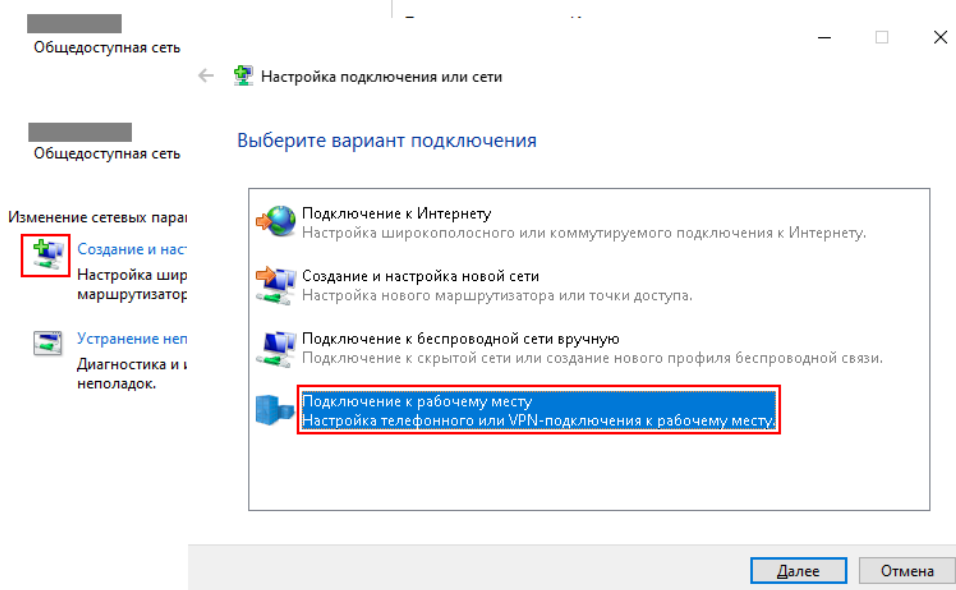 Общедоступная сеть
Настройка подключения или сети
Выберите вариант подключения
Общедоступная сеть
Изменение сетевых пара
Создание и нас
Настройка шир
маршрутизатор
Устранение неп
Диагностика и
неполадок.
Подключение к Интернету
Настройка широкополосного или коммутируемого подключения к Интернету.
Создание и настройка новой сети
Настройка нового маршрутизатора или точки доступа.
Подключение к беспроводной сети вручную
Подключение к скрытой сети или создание нового профиля беспроводной связи.
Подключение к рабочему месту
Настройка телефонного или VPN-подключения к рабочему месту.
Далее
Отмена